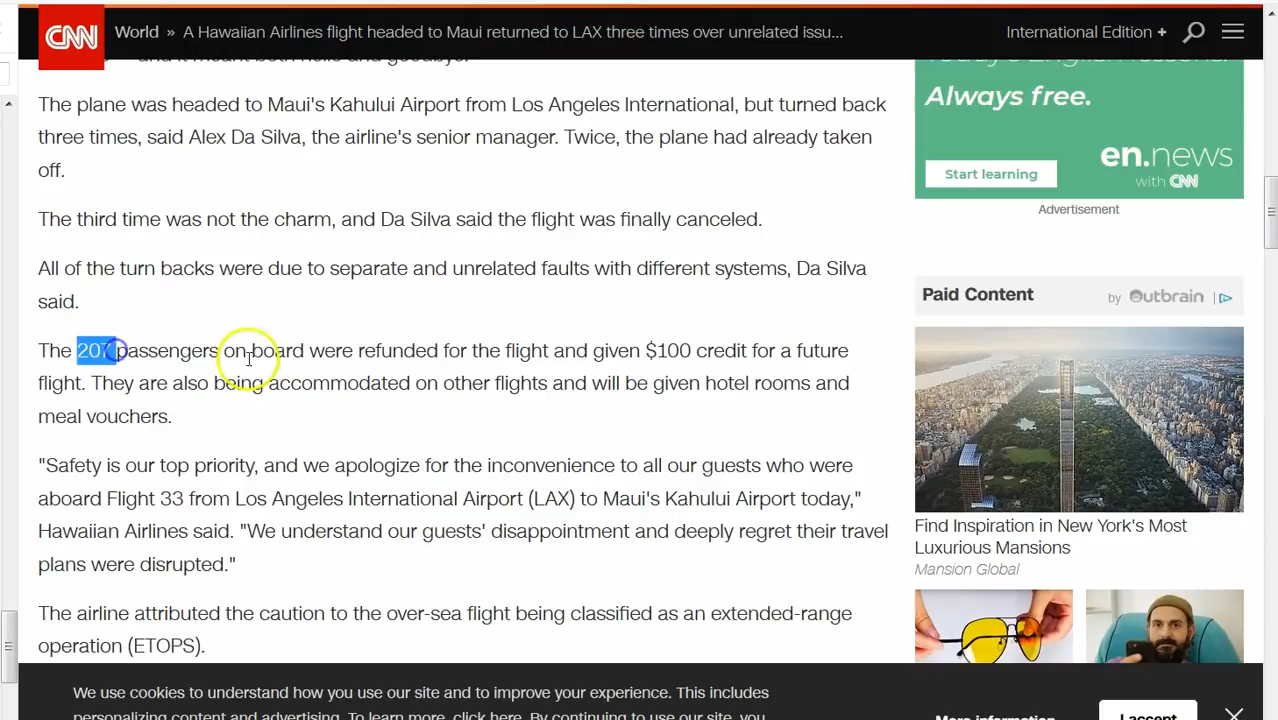 CNN World » A Hawaiian Airlines flight headed to Maui returned to LAX three times over unrelated issu... International Edition +
and it meant both hello and goodbye.
The plane was headed to Maui's Kahului Airport from Los Angeles International, but turned back
three times, said Alex Da Silva, the airline's senior manager. Twice, the plane had already taken
off.
The third time was not the charm, and Da Silva said the flight was finally canceled.
All of the turn backs were due to separate and unrelated faults with different systems, Da Silva
said.
The 207 passengers on board were refunded for the flight and given $100 credit for a future
flight. They are also being accommodated on other flights and will be given hotel rooms and
meal vouchers.
"Safety is our top priority, and we apologize for the inconvenience to all our guests who were
aboard Flight 33 from Los Angeles International Airport (LAX) to Maui's Kahului Airport today,"
Hawaiian Airlines said. "We understand our guests' disappointment and deeply regret their travel
plans were disrupted."
The airline attributed the caution to the over-sea flight being classified as an extended-range
operation (ETOPS).
Today's English lessons.
Always free.
en.news
with CNN
Start learning
Advertisement
Paid Content
by Outbrain
Find Inspiration in New York's Most
Luxurious Mansions
Mansion Global
We use cookies to understand how you use our site and to improve your experience. This includes
personalizing content and advertising. To learn more, click here. By continuing to use our site, you
More information
I accept